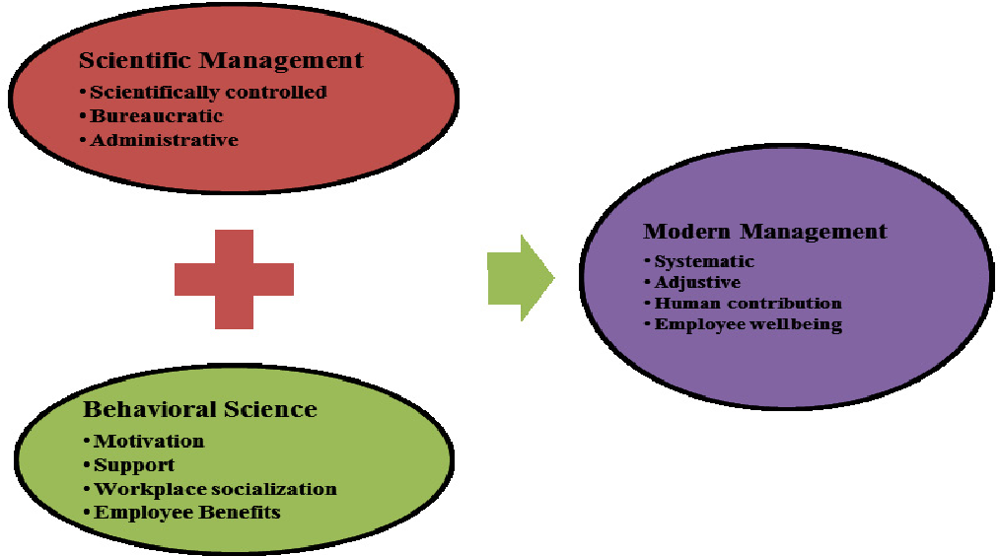 Scientific Management
• Scientifically controlled
• Bureaucratic
• Administrative
Behavioral Science
• Motivation
• Support
• Workplace socialization
• Employee Benefits
Modern Management
• Systematic
• Adjustive
• Human contribution
• Employee wellbeing